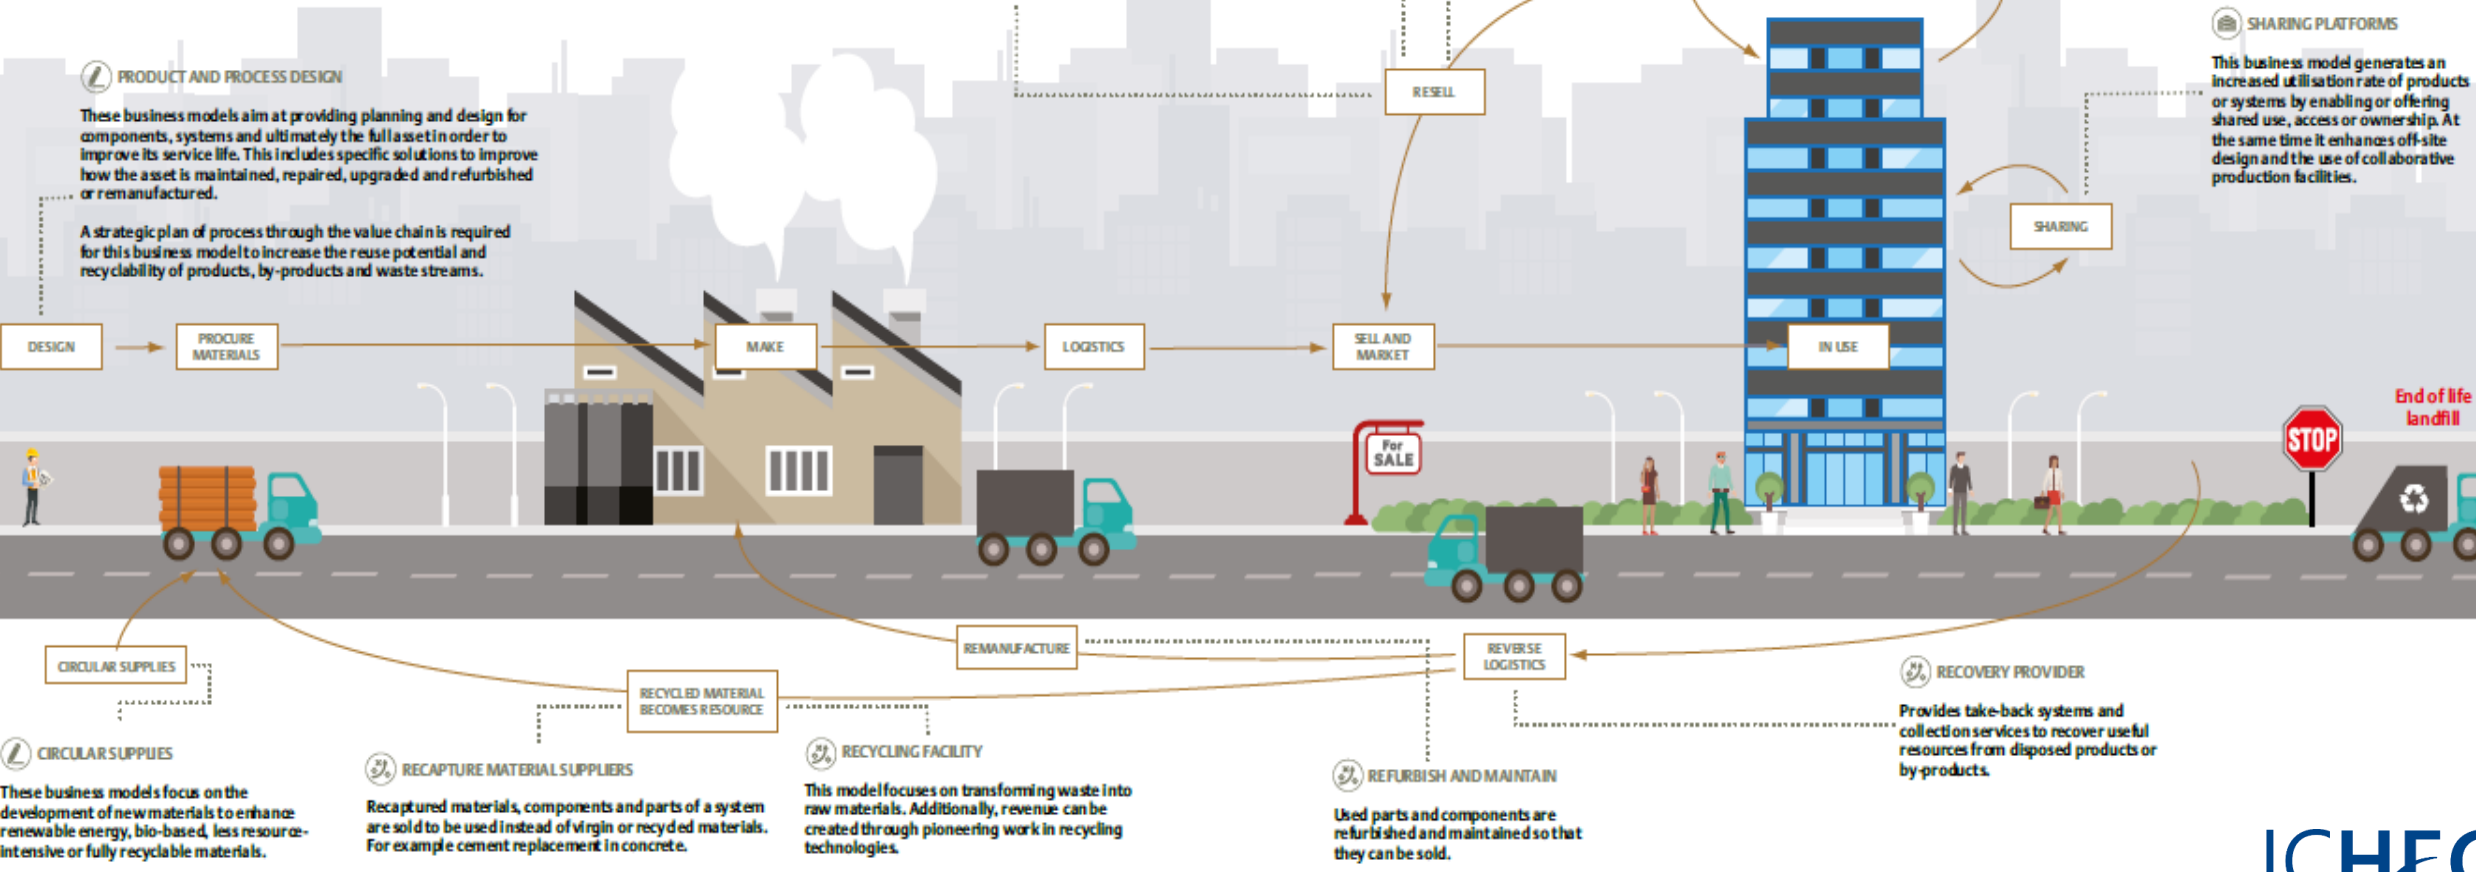 PRODUCT AND PROCESS DESIGN
These business models aim at providing planning and design for
components, systems and ultimately the full asset in order to
improve its service life. This includes specific solutions to improve
how the asset is maintained, repaired, upgraded and refurbished
or remanufactured.
A strategic plan of process through the value chain is required
for this business model to increase the reuse potential and
recyclability of products, by-products and waste streams.
RESELL
SHARING PLATFORMS
This business model generates an
increased utilisation rate of products
or systems by enabling or offering
shared use, access or ownership. At
the same time it enhances off-site
design and the use of collaborative
production facilities.
SHARING
DESIGN
PROCURE
MATERIALS
MAKE
LOGISTICS
SELL AND
MARKET
IN USE
For
SALE
STOP
End of life
landfill
CIRCULAR SUPPLIES
RECYCLED MATERIAL
BECOMES RESOURCE
REMANUFACTURE
REVERSE
LOGISTICS
CIRCULAR SUPPLIES
These business models focus on the
development of new materials to enhance
renewable energy, bio-based, less resource-
intensive or fully recyclable materials.
RECAPTURE MATERIAL SUPPLIERS
Recaptured materials, components and parts of a system
are sold to be used instead of virgin or recycled materials.
For example cement replacement in concrete.
RECYCLING FACILITY
This model focuses on transforming waste into
raw materials. Additionally, revenue can be
created through pioneering work in recycling
technologies.
REFURBISH AND MAINTAIN
Used parts and components are
refurbished and maintained so that
they can be sold.
RECOVERY PROVIDER
Provides take-back systems and
collection services to recover useful
resources from disposed products or
by-products.